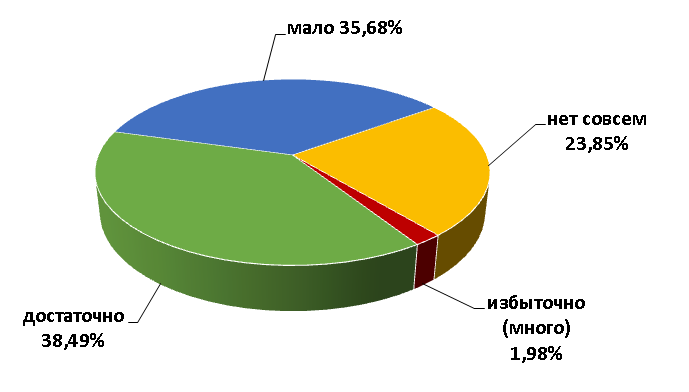 мало 35,68%
нет совсем
23,85%
достаточно
38,49%
избыточно
(много)
1,98%